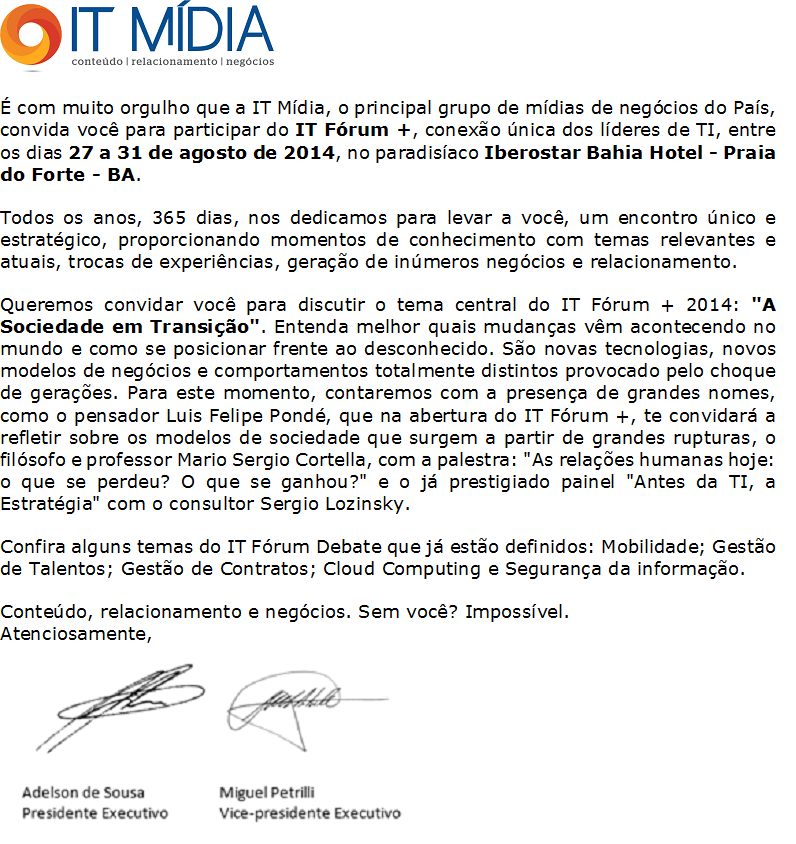 IT MÍDIA
conteúdo | relacionamento | negócios
É com muito orgulho que a IT Mídia, o principal grupo de mídias de negócios do País,
convida você para participar do IT Fórum +, conexão única dos líderes de TI, entre
os dias 27 a 31 de agosto de 2014, no paradisíaco Iberostar Bahia Hotel - Praia
do Forte - BA.
Todos os anos, 365 dias, nos dedicamos para levar a você, um encontro único e
estratégico, proporcionando momentos de conhecimento com temas relevantes e
atuais, trocas de experiências, geração de inúmeros negócios e relacionamento.
Queremos convidar você para discutir o tema central do IT Fórum + 2014: "A
Sociedade em Transição". Entenda melhor quais mudanças vêm acontecendo no
mundo e como se posicionar frente ao desconhecido. São novas tecnologias, novos
modelos de negócios e comportamentos totalmente distintos provocado pelo choque
de gerações. Para este momento, contaremos com a presença de grandes nomes,
como o pensador Luis Felipe Pondé, que na abertura do IT Fórum +, te convidará a
refletir sobre os modelos de sociedade que surgem a partir de grandes rupturas, o
filósofo e professor Mario Sergio Cortella, com a palestra: "As relações humanas hoje:
o que se perdeu? O que se ganhou?" e o já prestigiado painel "Antes da TI, a
Estratégia" com o consultor Sergio Lozinsky.
Confira alguns temas do IT Fórum Debate que já estão definidos: Mobilidade; Gestão
de Talentos; Gestão de Contratos; Cloud Computing e Segurança da informação.
Conteúdo, relacionamento e negócios. Sem você? Impossível.
Atenciosamente,
Adelson de Sousa
Presidente Executivo
Miguel Petrilli
Vice-presidente Executivo